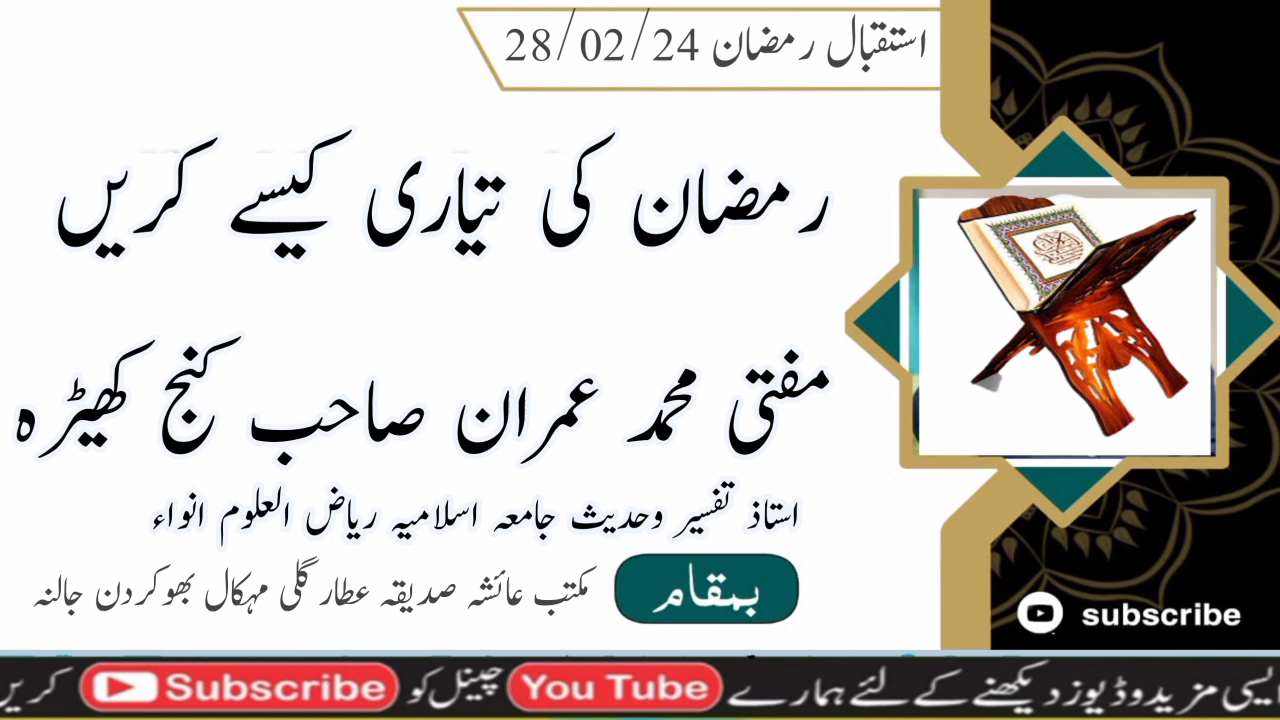 استقبال رمضان 28/02/24
رمضان کی تیاری کیسے کریں
مفتی محمد عمران صاحب کنج کھیڑہ
استاذ تفسیر وحدیث جامعہ اسلامیہ ریاض العلوم انواء
بمقام مکتب عائشہ صدیقہ عطار گلی مہکال بھوکردن جالنہ
subscribe
ایسی مزید وڈیوز دیکھنے کے لئے ہمارے You Tube چینل کو Subscribe کریں